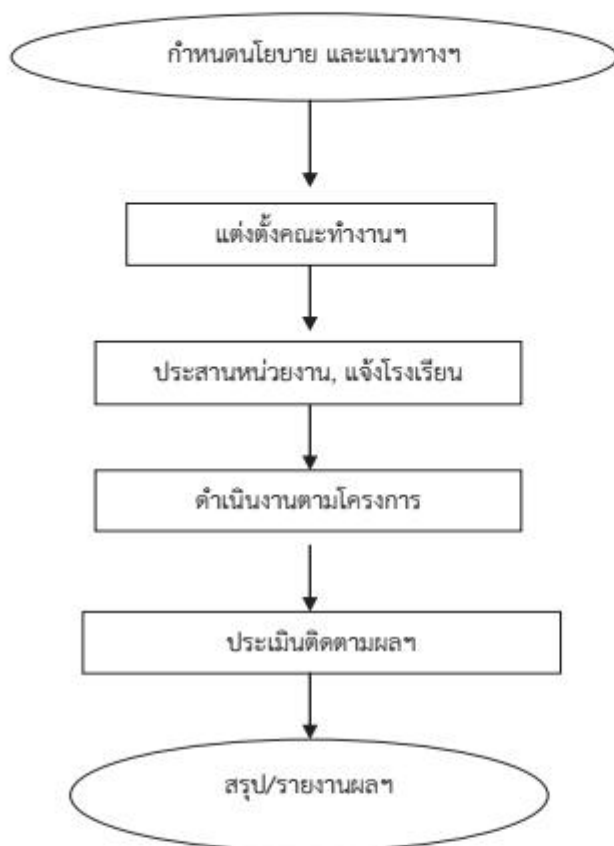 กำหนดนโยบาย และแนวทางฯ
แต่งตั้งคณะทำงานฯ
ประสานหน่วยงาน, แจ้งโรงเรียน
ดำเนินงานตามโครงการ
ประเมินติดตามผลฯ
สรุป/รายงานผลฯ